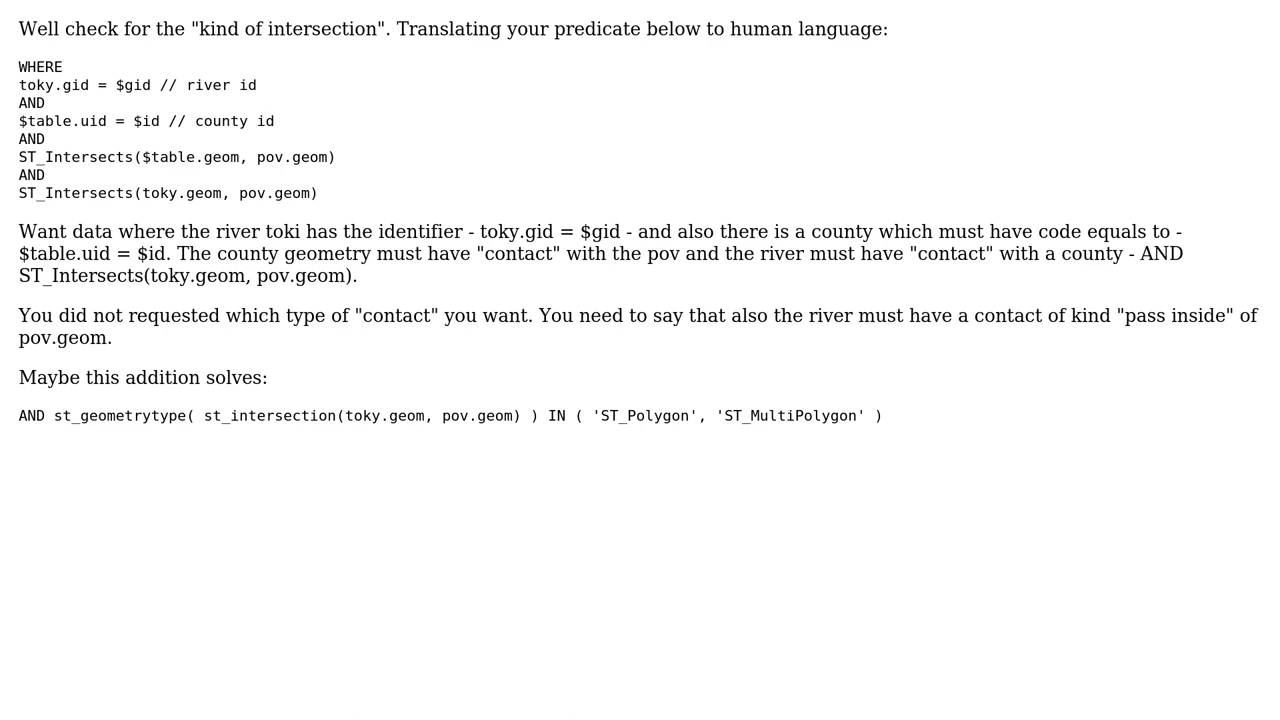 Well check for the "kind of intersection". Translating your predicate below to human language:
WHERE
toky.gid = $gid // river id
AND
$table.uid = $id // county id
AND
ST_Intersects($table.geom, pov.geom)
AND
ST_Intersects(toky.geom, pov.geom)
Want data where the river toki has the identifier - toky.gid = $gid - and also there is a county which must have code equals to -
$table.uid = $id. The county geometry must have "contact" with the pov and the river must have "contact" with a county - AND
ST_Intersects(toky.geom, pov.geom).
You did not requested which type of "contact" you want. You need to say that also the river must have a contact of kind "pass inside" of
pov.geom.
Maybe this addition solves:
AND st_geometrytype( st_intersection(toky.geom, pov.geom) ) IN ( 'ST_Polygon', 'ST_MultiPolygon' )